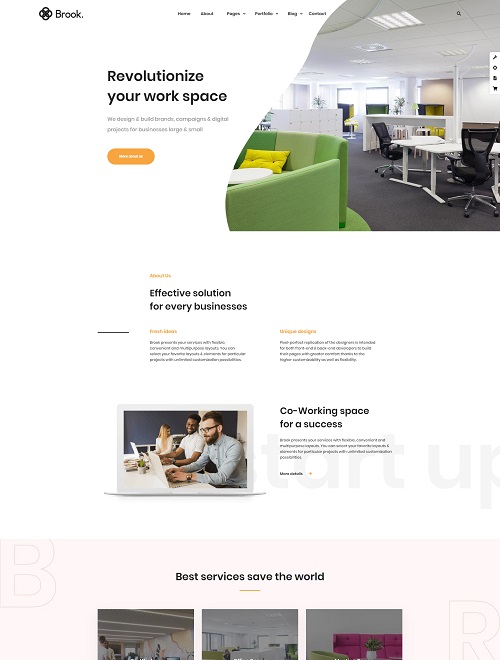 Brook.
Home About Pages Portfolio Blog Contact
Revolutionize
your work space
We design & build brands, campaigns & digital
projects for businesses large & small
More about us
About Us
Effective solution
for every businesses
Fresh ideas
Brook presents your services with flexible,
convenient and multipurpose layouts. You can
select your favorite layouts & elements for particular
projects with unlimited customization possibilities.
Unique designs
Pixel-perfect replication of the designers is intended
for both front-end & back-end developers to build
their pages with greater comfort thanks to the
higher customizability as well as flexibility.
Co-Working space
for a success
Brook presents your services with flexible, convenient and
multipurpose layouts. You can select your favorite layouts &
elements for particular projects with unlimited customization
possibilities.
More details
start up
B
Best services save the world
R